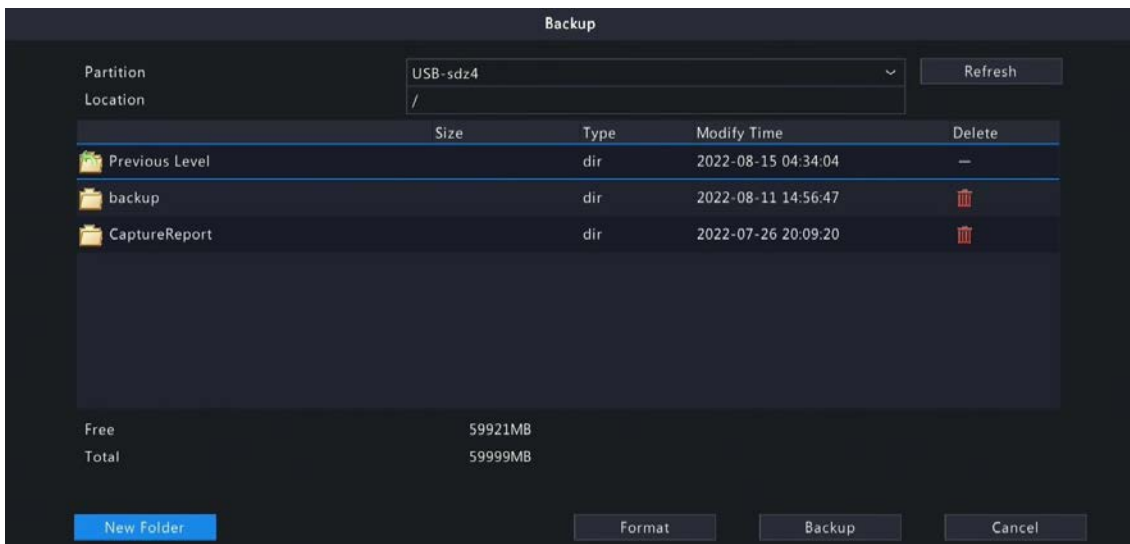 Backup
Partition USB-sdz4 Refresh
Location /
Size Type Modify Time Delete
Previous Level dir 2022-08-15 04:34:04 —
backup dir 2022-08-11 14:56:47
CaptureReport dir 2022-07-26 20:09:20
Free 59921MB
Total 59999MB
New Folder Format Backup Cancel